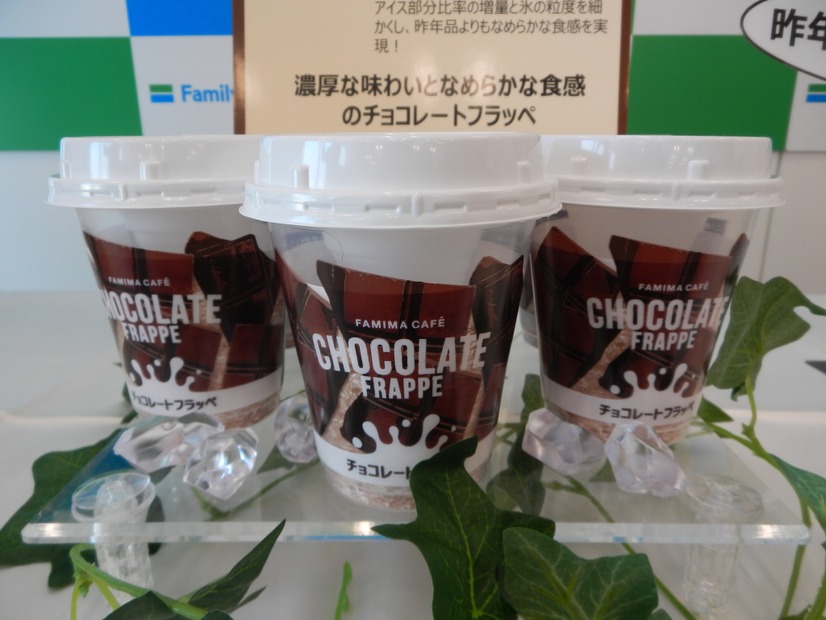 アイス部分比率の増量と氷の粒度を細
かくし、昨年品よりもなめらかな食感を実
現！
濃厚な味わいとなめらかな食感
のチョコレートフラッペ
昨年
Family
FAMIMA CAFÉ
CHOCOLATE
FRAPPE
チョコレートフラッペ
FAMIMA CAFÉ
CHOCOLATE
FRAPPE
チョコレート
FAMIMA CAFÉ
CHOCOLATE
FRAPPE
チョコレートフラッペ